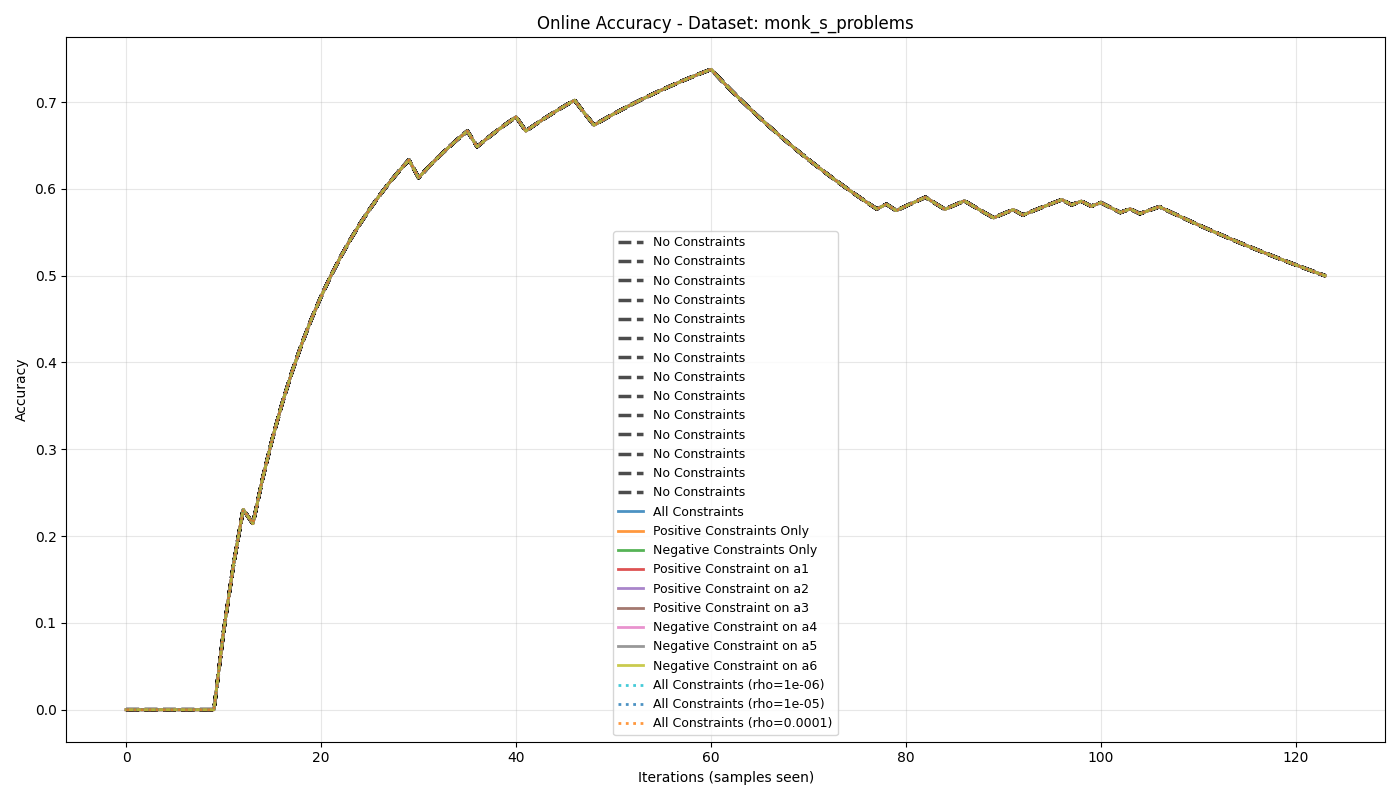 Online Accuracy - Dataset: monk_s_problems
Accuracy
0.7
0.6
0.5
0.4
0.3
0.2
0.1
0.0
No Constraints
No Constraints
No Constraints
No Constraints
No Constraints
No Constraints
No Constraints
No Constraints
No Constraints
No Constraints
No Constraints
No Constraints
No Constraints
No Constraints
All Constraints
Positive Constraints Only
Negative Constraints Only
Positive Constraint on a1
Positive Constraint on a2
Positive Constraint on a3
Negative Constraint on a4
Negative Constraint on a5
Negative Constraint on a6
All Constraints (rho=1e-06)
All Constraints (rho=1e-05)
All Constraints (rho=0.0001)
0 20 40 60 80 100 120
Iterations (samples seen)